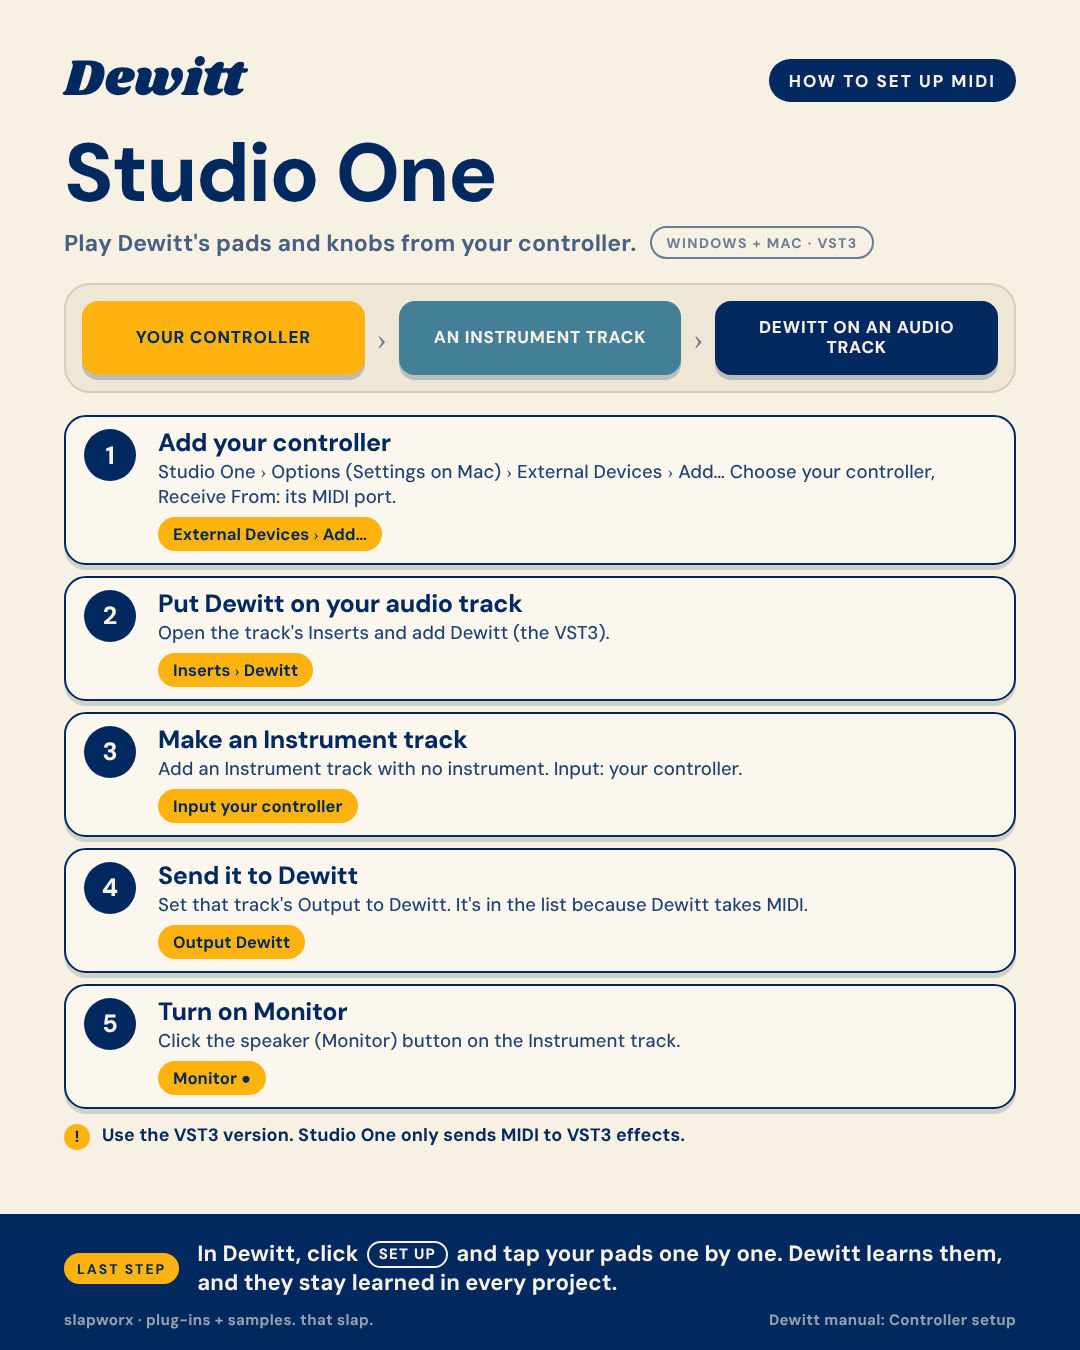 Dewitt
HOW TO SET UP MIDI
Studio One
Play Dewitt's pads and knobs from your controller.
WINDOWS + MAC · VST3
YOUR CONTROLLER
›
AN INSTRUMENT TRACK
›
DEWITT ON AN AUDIO
TRACK
1
Add your controller
Studio One › Options (Settings on Mac) › External Devices › Add... Choose your controller,
Receive From: its MIDI port.
External Devices › Add...
2
Put Dewitt on your audio track
Open the track's Inserts and add Dewitt (the VST3).
Inserts › Dewitt
3
Make an Instrument track
Add an Instrument track with no instrument. Input: your controller.
Input your controller
4
Send it to Dewitt
Set that track's Output to Dewitt. It's in the list because Dewitt takes MIDI.
Output Dewitt
5
Turn on Monitor
Click the speaker (Monitor) button on the Instrument track.
Monitor ●
! Use the VST3 version. Studio One only sends MIDI to VST3 effects.
LAST STEP
In Dewitt, click SET UP and tap your pads one by one. Dewitt learns them,
and they stay learned in every project.
slapworx · plug-ins + samples. that slap.
Dewitt manual: Controller setup